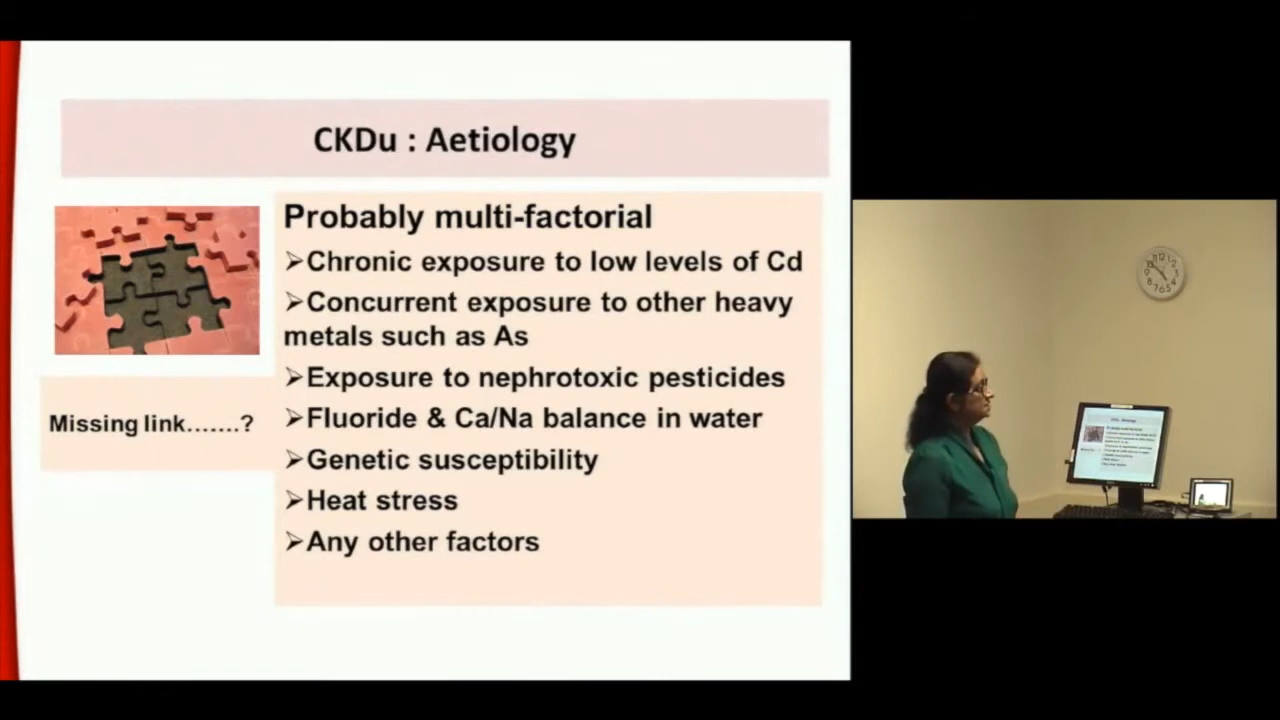 CKDu : Aetiology
Probably multi-factorial
➢Chronic exposure to low levels of Cd
➢Concurrent exposure to other heavy
metals such as As
➢Exposure to nephrotoxic pesticides
➢Fluoride & Ca/Na balance in water
➢Genetic susceptibility
➢Heat stress
➢Any other factors
Missing link.......?